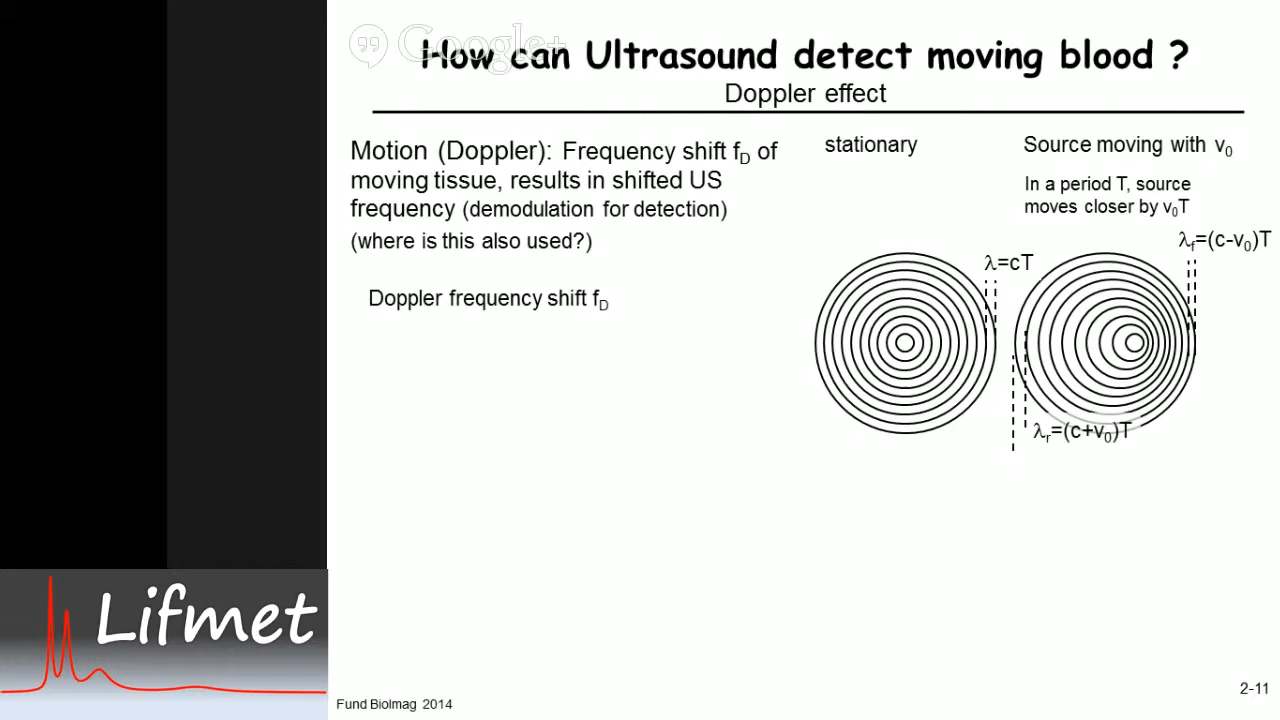 Google+
How can Ultrasound detect moving blood ?
Doppler effect
Motion (Doppler): Frequency shift fD of
moving tissue, results in shifted US
frequency (demodulation for detection)
(where is this also used?)
Doppler frequency shift fD
stationary
Source moving with v0
In a period T, source
moves closer by v0T
λf=(c-v0)T
λ=cT
λr=(c+v0)T
Lifmet
Fund BioImag 2014
2-11